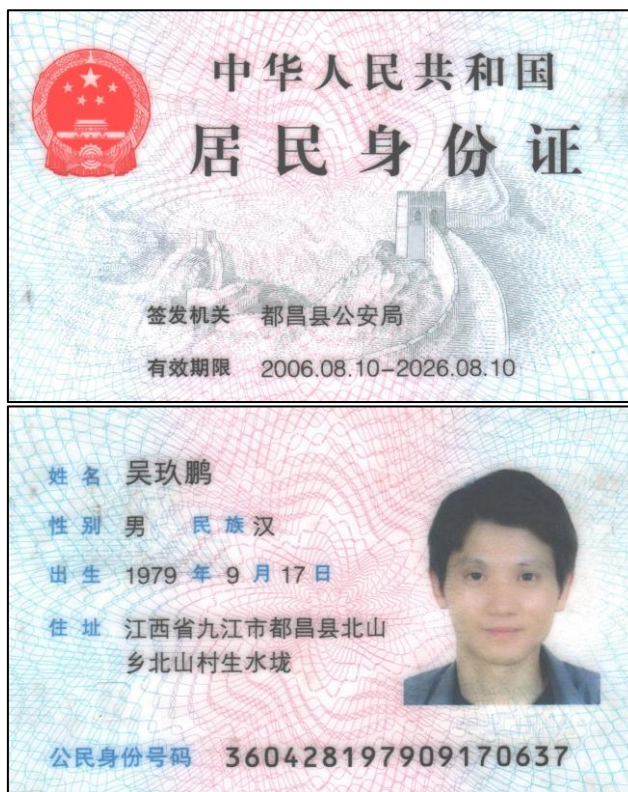 中华人民共和国
居民身份证
签发机关 都昌县公安局
有效期限 2006.08.10-2026.08.10
姓名 吴玖鹏
性别 男 民族 汉
出生 1979 年 9 月 17 日
住址 江西省九江市都昌县北山
乡北山村生水垅
公民身份号码 360428197909170637